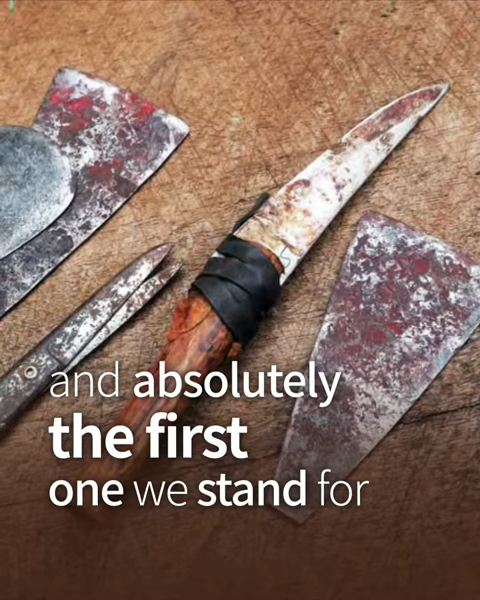 and absolutely
the first
one we stand for